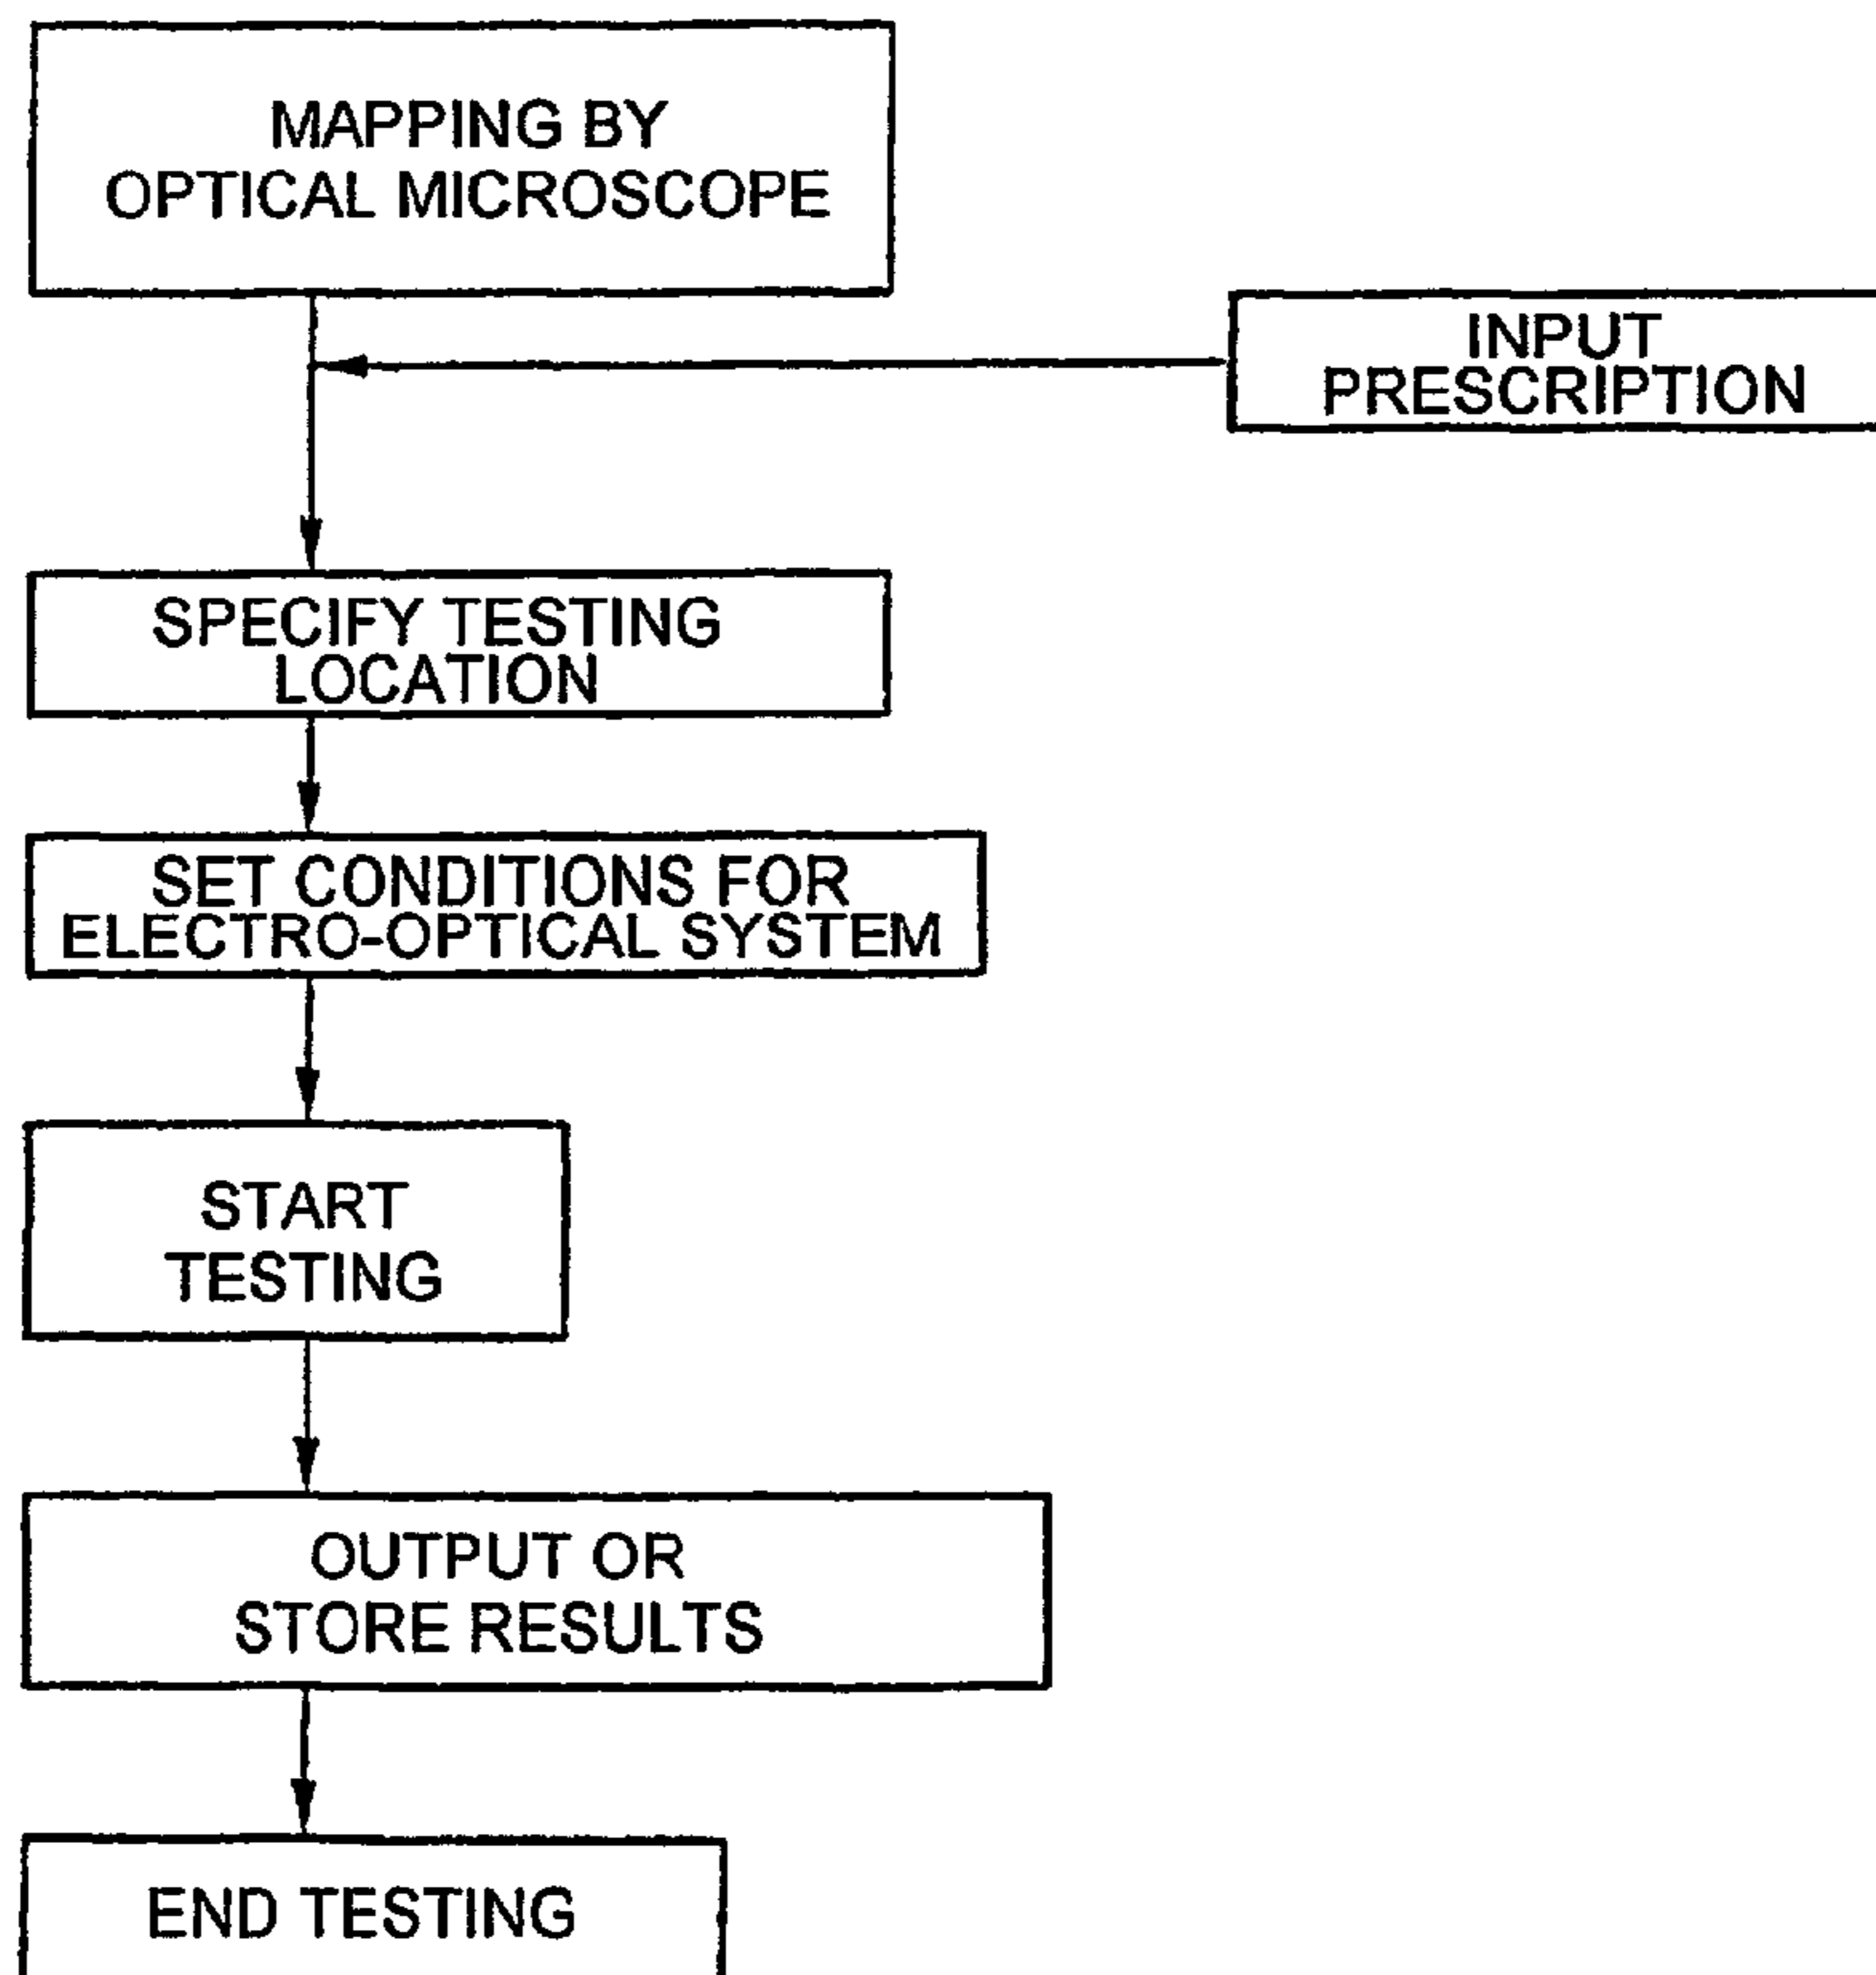 MAPPING BY
OPTICAL MICROSCOPE
INPUT
PRESCRIPTION
SPECIFY TESTING
LOCATION
SET CONDITIONS FOR
ELECTRO-OPTICAL SYSTEM
START
TESTING
OUTPUT OR
STORE RESULTS
END TESTING